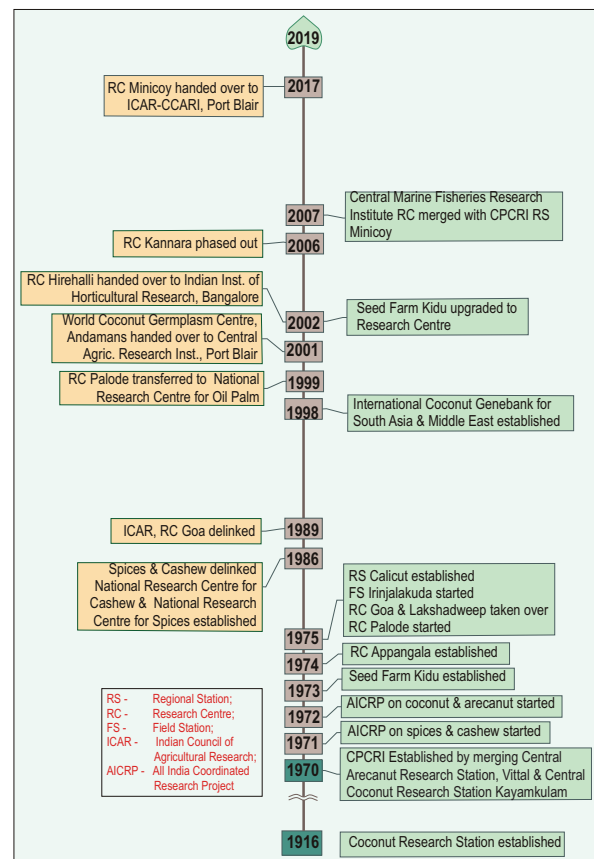 2019
RC Minicoy handed over to
ICAR-CCARI, Port Blair
2017
Central Marine Fisheries Research
Institute RC merged with CPCRI RS
Minicoy
2007
RC Kannara phased out
2006
RC Hirehalli handed over to Indian Inst. of
Horticultural Research, Bangalore
2002
Seed Farm Kidu upgraded to
Research Centre
World Coconut Germplasm Centre,
Andamans handed over to Central
Agric. Research Inst., Port Blair
2001
RC Palode transferred to National
Research Centre for Oil Palm
1999
1998
International Coconut Genebank for
South Asia & Middle East established
ICAR, RC Goa delinked
1989
1986
Spices & Cashew delinked
National Research Centre for
Cashew & National Research
Centre for Spices established
RS Calicut established
FS Irinjalakuda started
RC Goa & Lakshadweep taken over
RC Palode started
1975
1974
RC Appangala established
1973
Seed Farm Kidu established
1972
AICRP on coconut & arecanut started
1971
AICRP on spices & cashew started
RS - Regional Station;
RC - Research Centre;
FS - Field Station;
ICAR - Indian Council of
Agricultural Research;
AICRP - All India Coordinated
Research Project
1970
CPCRI Established by merging Central
Arecanut Research Station, Vittal & Central
Coconut Research Station Kayamkulam
1916
Coconut Research Station established